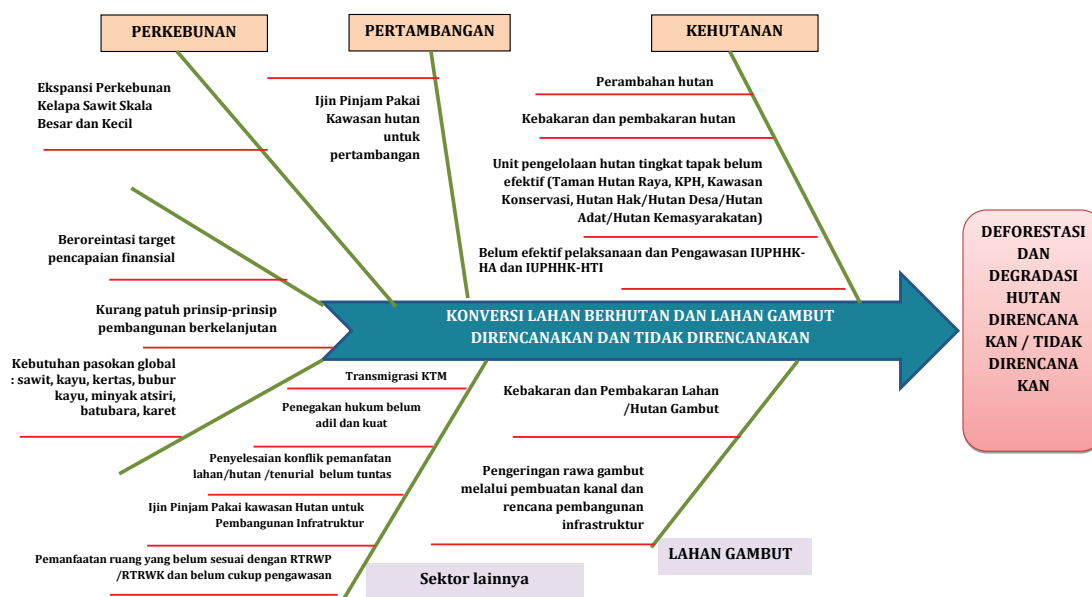 PERKEBUNAN
PERTAMBANGAN
KEHUTANAN
Ekspansi Perkebunan
Kelapa Sawit Skala
Besar dan Kecil
Ijin Pinjam Pakai
Kawasan hutan
untuk
pertambangan
Perambahan hutan
Kebakaran dan pembakaran hutan
Unit pengelolaan hutan tingkat tapak belum
efektif (Taman Hutan Raya, KPH, Kawasan
Konservasi, Hutan Hak/Hutan Desa/Hutan
Adat/Hutan Kemasyarakatan)
Belum efektif pelaksanaan dan Pengawasan IUPHHK-
HA dan IUPHHK-HTI
Beroreintasi target
pencapaian finansial
Kurang patuh prinsip-prinsip
pembangunan berkelanjutan
Kebutuhan pasokan global
: sawit, kayu, kertas, bubur
kayu, minyak atsiri,
batubara, karet
KONVERSI LAHAN BERHUTAN DAN LAHAN GAMBUT
DIRENCANAKAN DAN TIDAK DIRENCANAKAN
DEFORESTASI
DAN
DEGRADASI
HUTAN
DIRENCANA
KAN / TIDAK
DIRENCANA
KAN
Transmigrasi KTM
Penegakan hukum belum
adil dan kuat
Penyelesaian konflik pemanfatan
lahan/hutan /tenurial belum tuntas
Ijin Pinjam Pakai kawasan Hutan untuk
Pembangunan Infratruktur
Pemanfaatan ruang yang belum sesuai dengan RTRWP
/RTRWK dan belum cukup pengawasan
Sektor lainnya
Kebakaran dan Pembakaran Lahan
/Hutan Gambut
Pengeringan rawa gambut
melalui pembuatan kanal dan
rencana pembangunan
infrastruktur
LAHAN GAMBUT